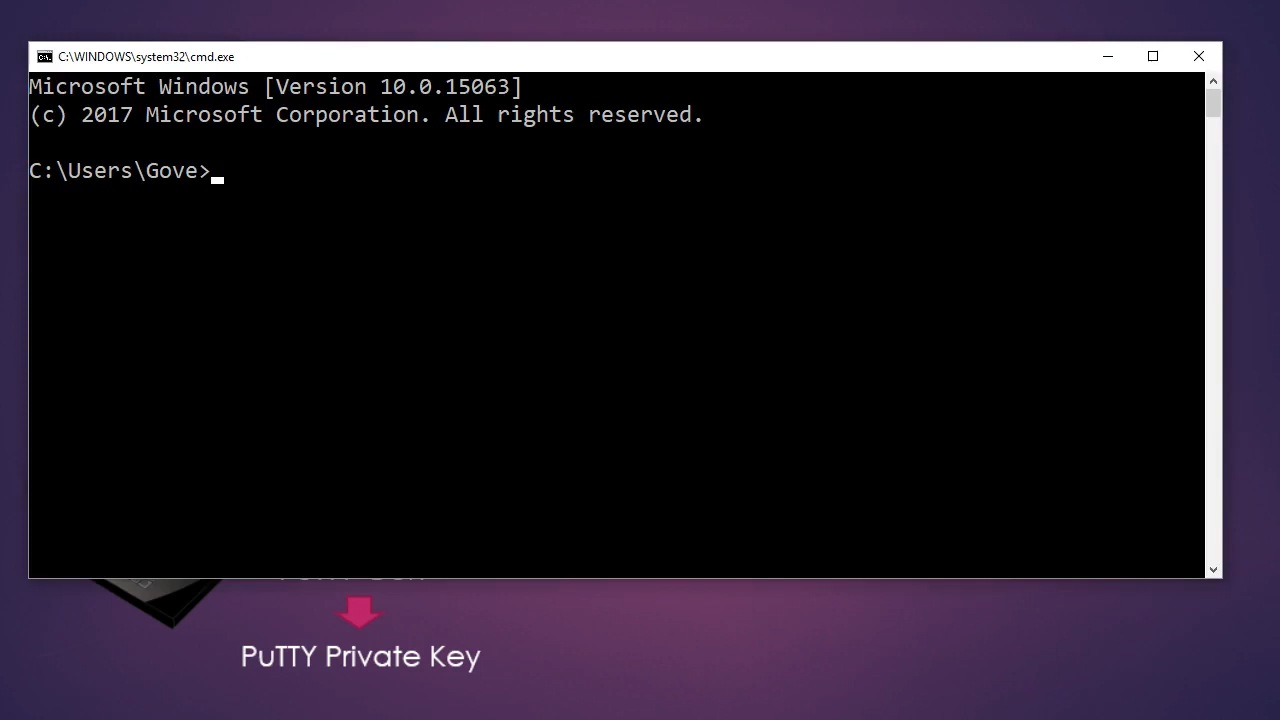 C:\WINDOWS\system32\cmd.exe
Microsoft Windows [Version 10.0.15063]
(c) 2017 Microsoft Corporation. All rights reserved.
C:\Users\Gove>
PuTTY Private Key